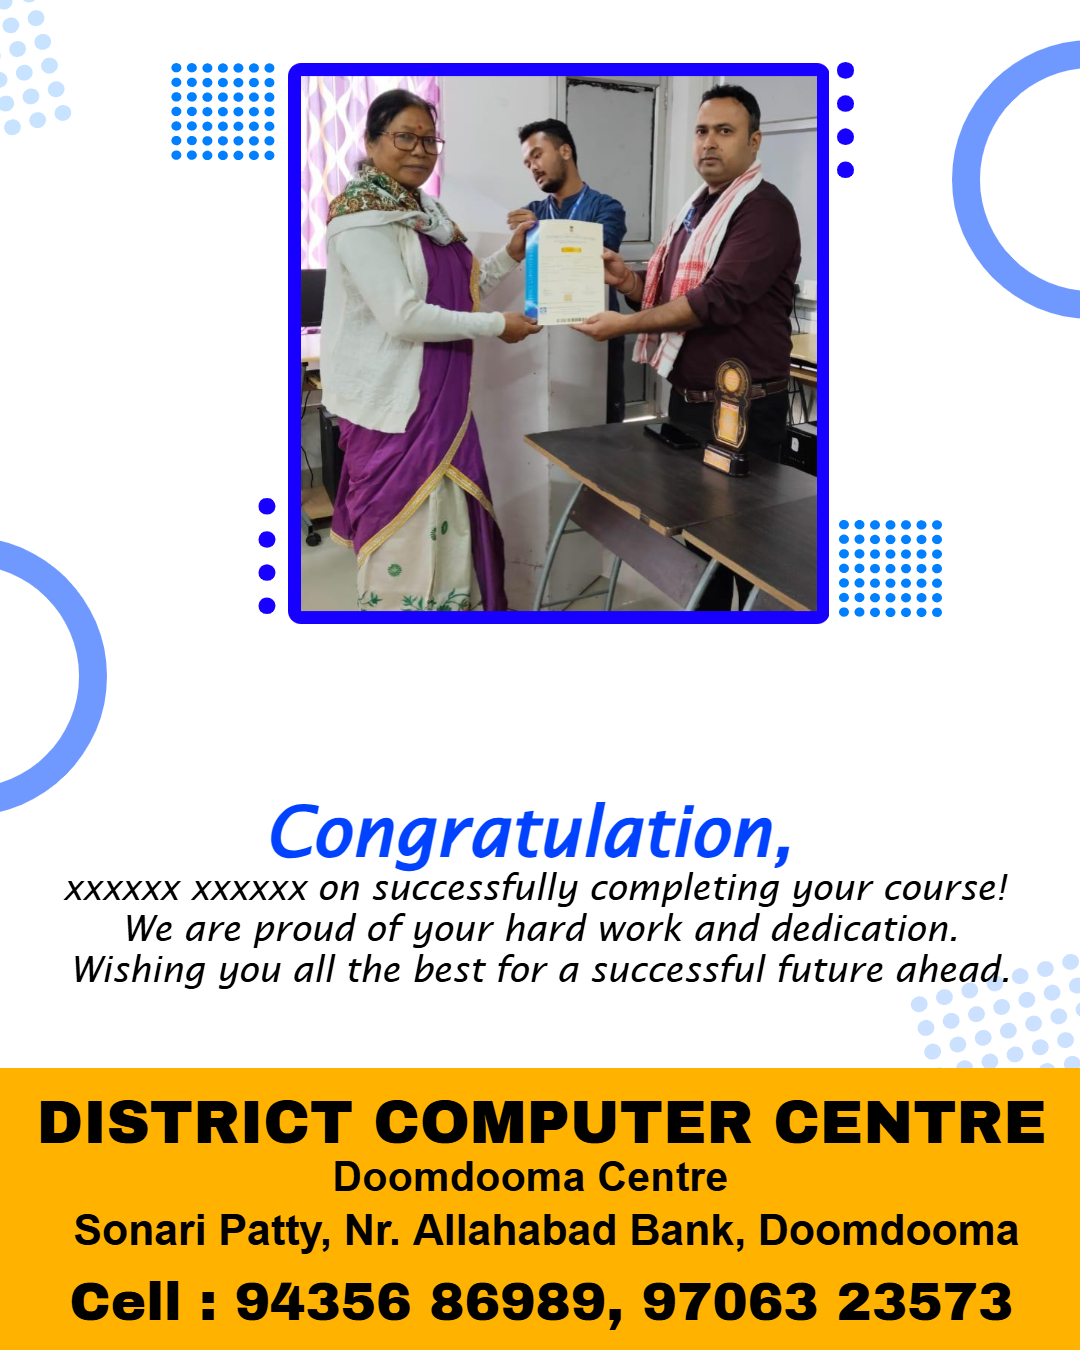 Congratulation,
xxxxxx xxxxxx on successfully completing your course!
We are proud of your hard work and dedication.
Wishing you all the best for a successful future ahead.
DISTRICT COMPUTER CENTRE
Doomdooma Centre
Sonari Patty, Nr. Allahabad Bank, Doomdooma
Cell : 94356 86989, 97063 23573